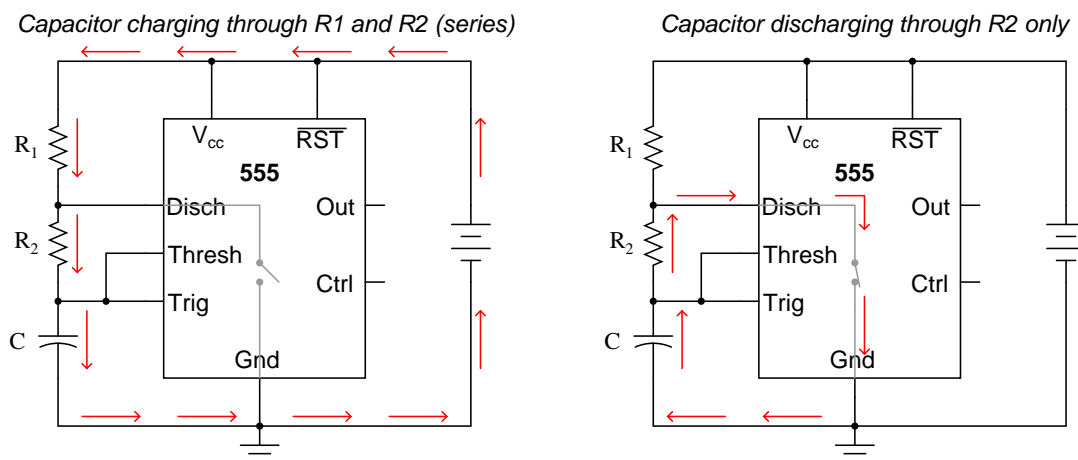 Capacitor charging through R1 and R2 (series)
R1
R2
C
Vcc
RST
555
Disch
Out
Thresh
Ctrl
Trig
Gnd
Capacitor discharging through R2 only
R1
R2
C
Vcc
RST
555
Disch
Out
Thresh
Ctrl
Trig
Gnd